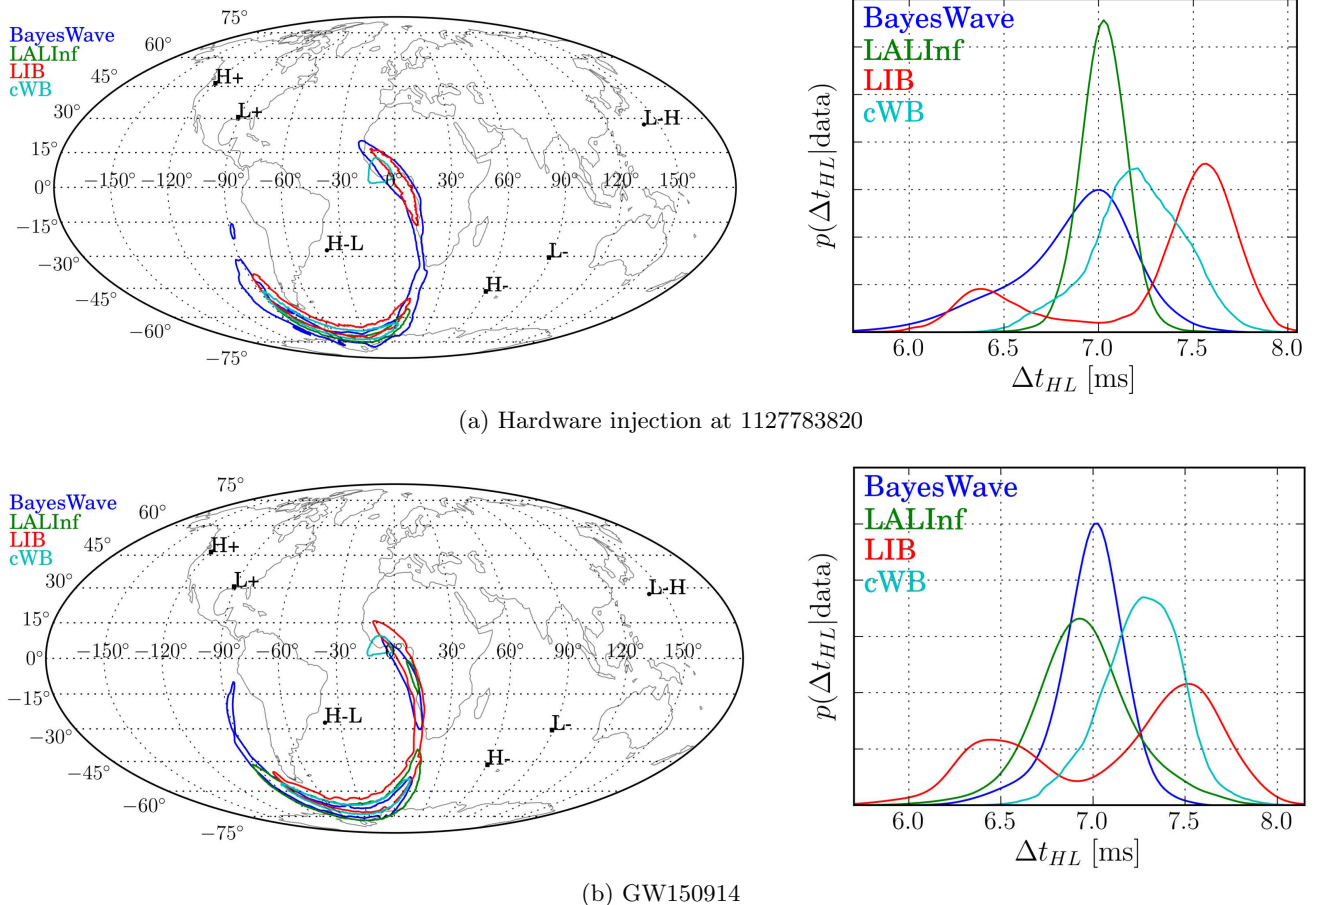 BayesWave
LALInf
LIB
cWB
75°
60°
45°
30°
15°
0°
−15°
−30°
−45°
−60°
−75°
−150° −120° −90° −60° −30° 0° 30° 60° 90° 120° 150°
H+
L+
L-H
H-L
L-
H-
BayesWave
LALInf
LIB
cWB
p(Δt_HL|data)
6.0 6.5 7.0 7.5 8.0
Δt_HL [ms]
(a) Hardware injection at 1127783820
BayesWave
LALInf
LIB
cWB
75°
60°
45°
30°
15°
0°
−15°
−30°
−45°
−60°
−75°
−150° −120° −90° −60° −30° 0° 30° 60° 90° 120° 150°
H+
L+
L-H
H-L
L-
H-
BayesWave
LALInf
LIB
cWB
p(Δt_HL|data)
6.0 6.5 7.0 7.5 8.0
Δt_HL [ms]
(b) GW150914